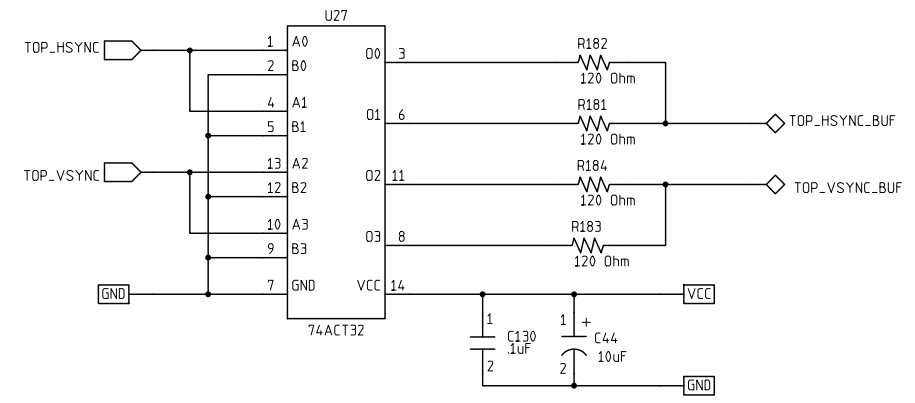 U27
TOP_HSYNC
1 A0
2 B0
4 A1
5 B1
TOP_VSYNC
13 A2
12 B2
10 A3
9 B3
GND
7 GND
O0 3
O1 6
O2 11
O3 8
VCC 14
74ACT32
R182
120 Ohm
R181
120 Ohm
TOP_HSYNC_BUF
R184
120 Ohm
TOP_VSYNC_BUF
R183
120 Ohm
VCC
1
C130
.1uF
2
1 +
C44
10uF
2
GND